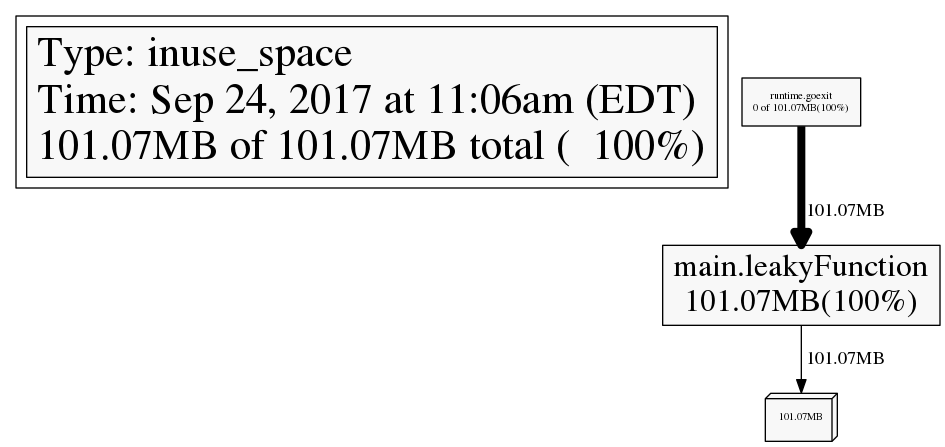 Type: inuse_space
Time: Sep 24, 2017 at 11:06am (EDT)
101.07MB of 101.07MB total (  100%)
runtime.goexit
0 of 101.07MB(100%)
101.07MB
main.leakyFunction
101.07MB(100%)
101.07MB
101.07MB